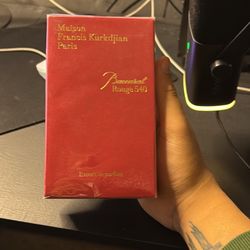 Maison
Francis Kurkdjian
Paris
Baccarat
Rouge 540
Extrait de parfum